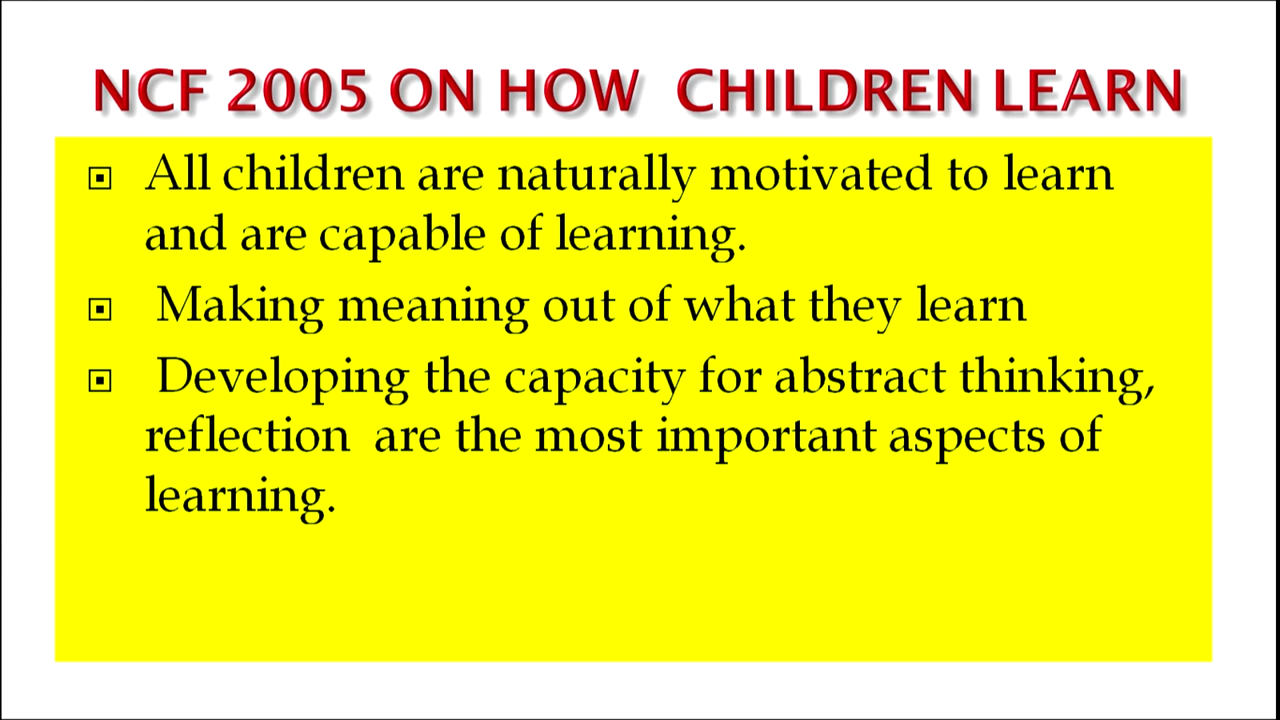 NCF 2005 ON HOW CHILDREN LEARN
All children are naturally motivated to learn
and are capable of learning.
Making meaning out of what they learn
Developing the capacity for abstract thinking,
reflection are the most important aspects of
learning.